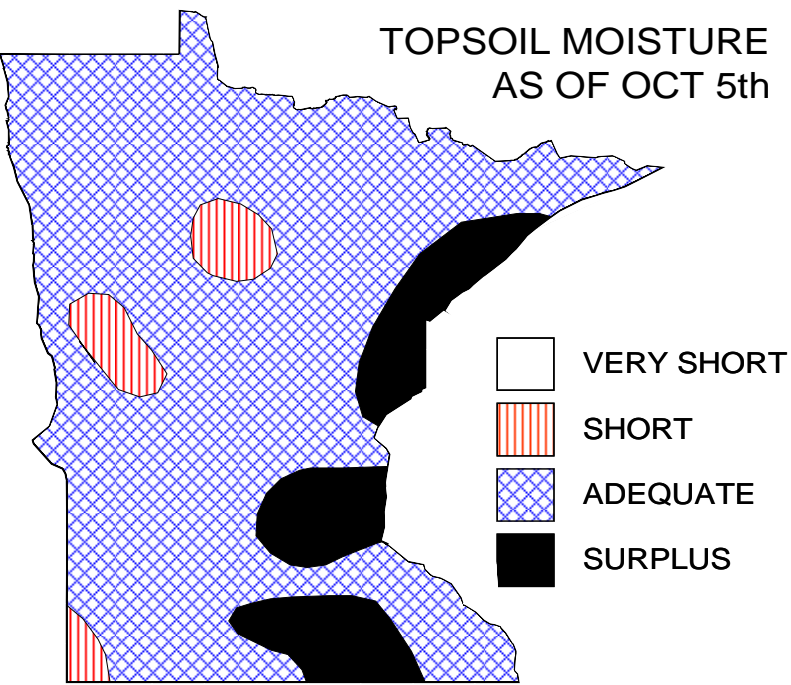 TOPSOIL MOISTURE
AS OF OCT 5th
VERY SHORT
SHORT
ADEQUATE
SURPLUS